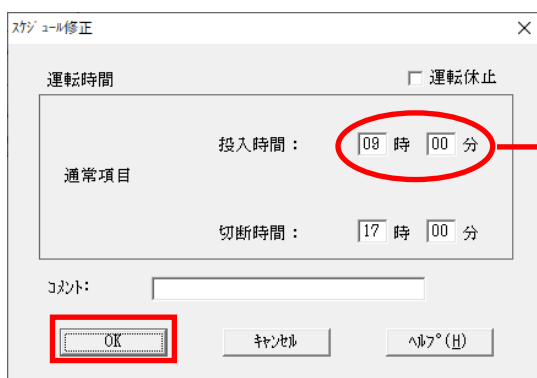 ｽｹｼﾞｭｰﾙ修正
運転時間 運転休止
投入時間： 09 時 00 分
通常項目
切断時間： 17 時 00 分
ｺﾒﾝﾄ:
OK ｷｬﾝｾﾙ ﾍﾙﾌﾟ(H)